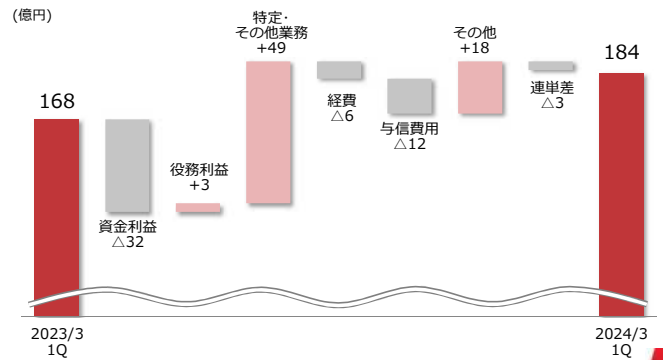 (億円)
168
資金利益
△32
役務利益
+3
特定・
その他業務
+49
経費
△6
与信費用
△12
その他
+18
連単差
△3
184
2023/3
1Q
2024/3
1Q